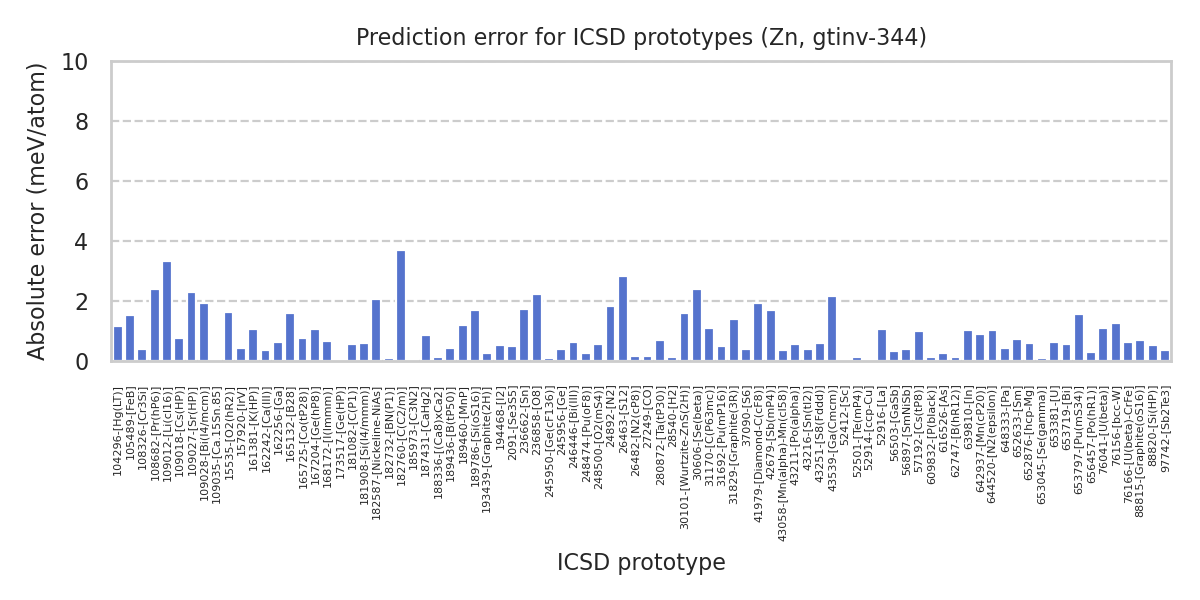 Prediction error for ICSD prototypes (Zn, gtinv-344)
Absolute error (meV/atom)
10
8
6
4
2
0
104296-[Hg(LT)]
105489-[FeB]
108326-[Cr3Si]
108682-[Pr(hP6)]
109012-[Li(cI16)]
109018-[Cs(HP)]
109027-[Sr(HP)]
109028-[Bi(I4/mcm)]
109035-[Ca.15Sn.85]
15535-[O2(hR2)]
157920-[IrV]
161381-[K(HP)]
162242-[Ca(III)]
162256-[Ga]
165132-[B28]
165725-[Co(tP28)]
167204-[Ge(hP8)]
168172-[I(Immm)]
173517-[Ge(HP)]
181082-[C(P1)]
181908-[Si(I4/mmm)]
182587-[Nickeline-NiAs]
182732-[BN(P1)]
182760-[C(C2/m)]
185973-[C3N2]
187431-[CaHg2]
188336-[(Ca8)xCa2]
189436-[B(tP50)]
189460-[MnP]
189786-[Si(oS16)]
193439-[Graphite(2H)]
194468-[I2]
2091-[Se3S5]
236662-[Sn]
236858-[O8]
245950-[Ge(cF136)]
245956-[Ge]
246446-[Bi(III)]
248474-[Pu(oF8)]
248500-[O2(mS4)]
24892-[N2]
26463-[S12]
26482-[N2(cP8)]
27249-[CO]
280872-[Ta(tP30)]
28540-[H2]
30101-[Wurtzite-ZnS(2H)]
30606-[Se(beta)]
31170-[C(P63mc)]
31692-[Pu(mP16)]
31829-[Graphite(3R)]
37090-[S6]
41979-[Diamond-C(cF8)]
42679-[Sb(mP4)]
43058-[Mn(alpha)-Mn(cI58)]
43211-[Po(alpha)]
43216-[Sn(tI2)]
43251-[S8(Fddd)]
43539-[Ga(Cmcm)]
52412-[Sc]
52501-[Te(mP4)]
52914-[fcc-Cu]
52916-[La]
56503-[GaSb]
56897-[SmNiSb]
57192-[Cs(tP8)]
609832-[P(black)]
616526-[As]
62747-[B(hR12)]
639810-[In]
642937-[Mn(cP20)]
644520-[N2(epsilon)]
648333-[Pa]
652633-[Sm]
652876-[hcp-Mg]
653045-[Se(gamma)]
653381-[U]
653719-[Bi]
653797-[Pu(mS34)]
656457-[Po(hR1)]
76041-[U(beta)]
76156-[bcc-W]
76166-[U(beta)-CrFe]
88815-[Graphite(oS16)]
88820-[Si(HP)]
97742-[Sb2Te3]
ICSD prototype